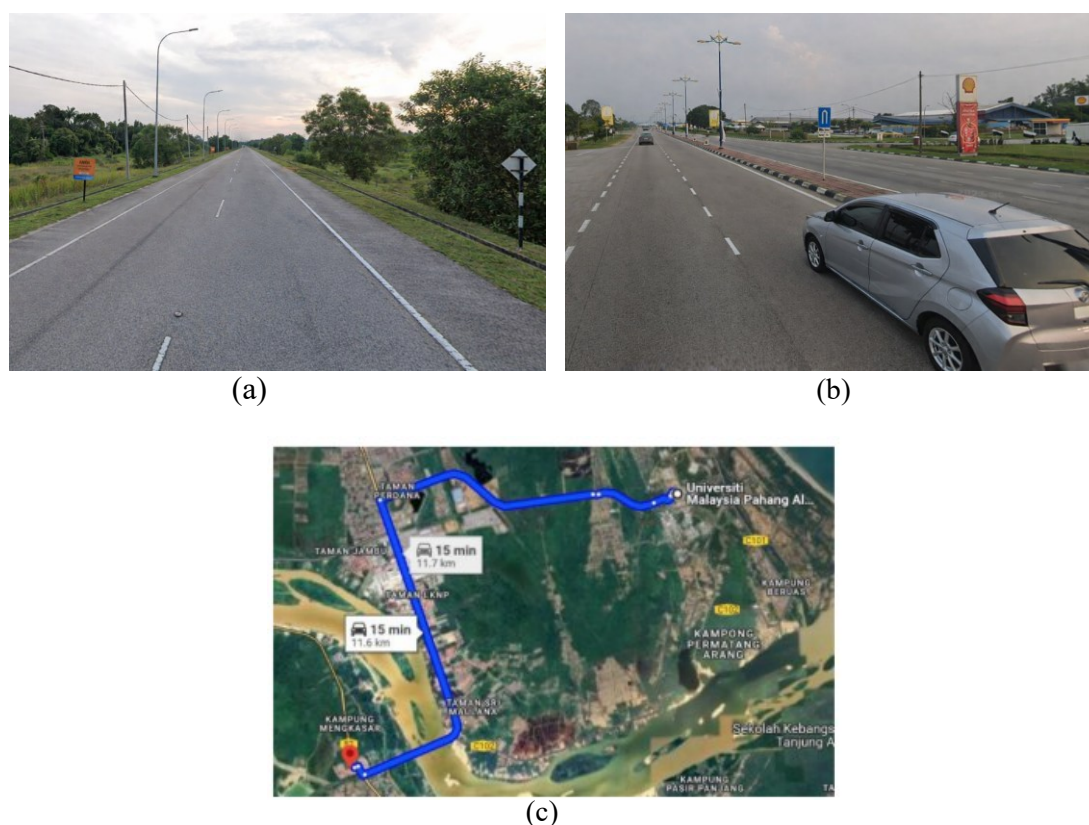 (a)
(b)
TAMAN
PERDANA
Universiti
Malaysia Pahang Al...
TAMAN JAMBU
15 min
11.7 km
C101
TAMAN LKNP
KAMPUNG
BERUAS
C102
15 min
11.6 km
KAMPONG
PERMATANG
ARANG
KAMPUNG
MENGKASAR
TAMAN SRI
MAULANA
C102
Sekolah Kebangs
Tanjung A
KAMPUNG
PASIR PANJANG
TA
(c)